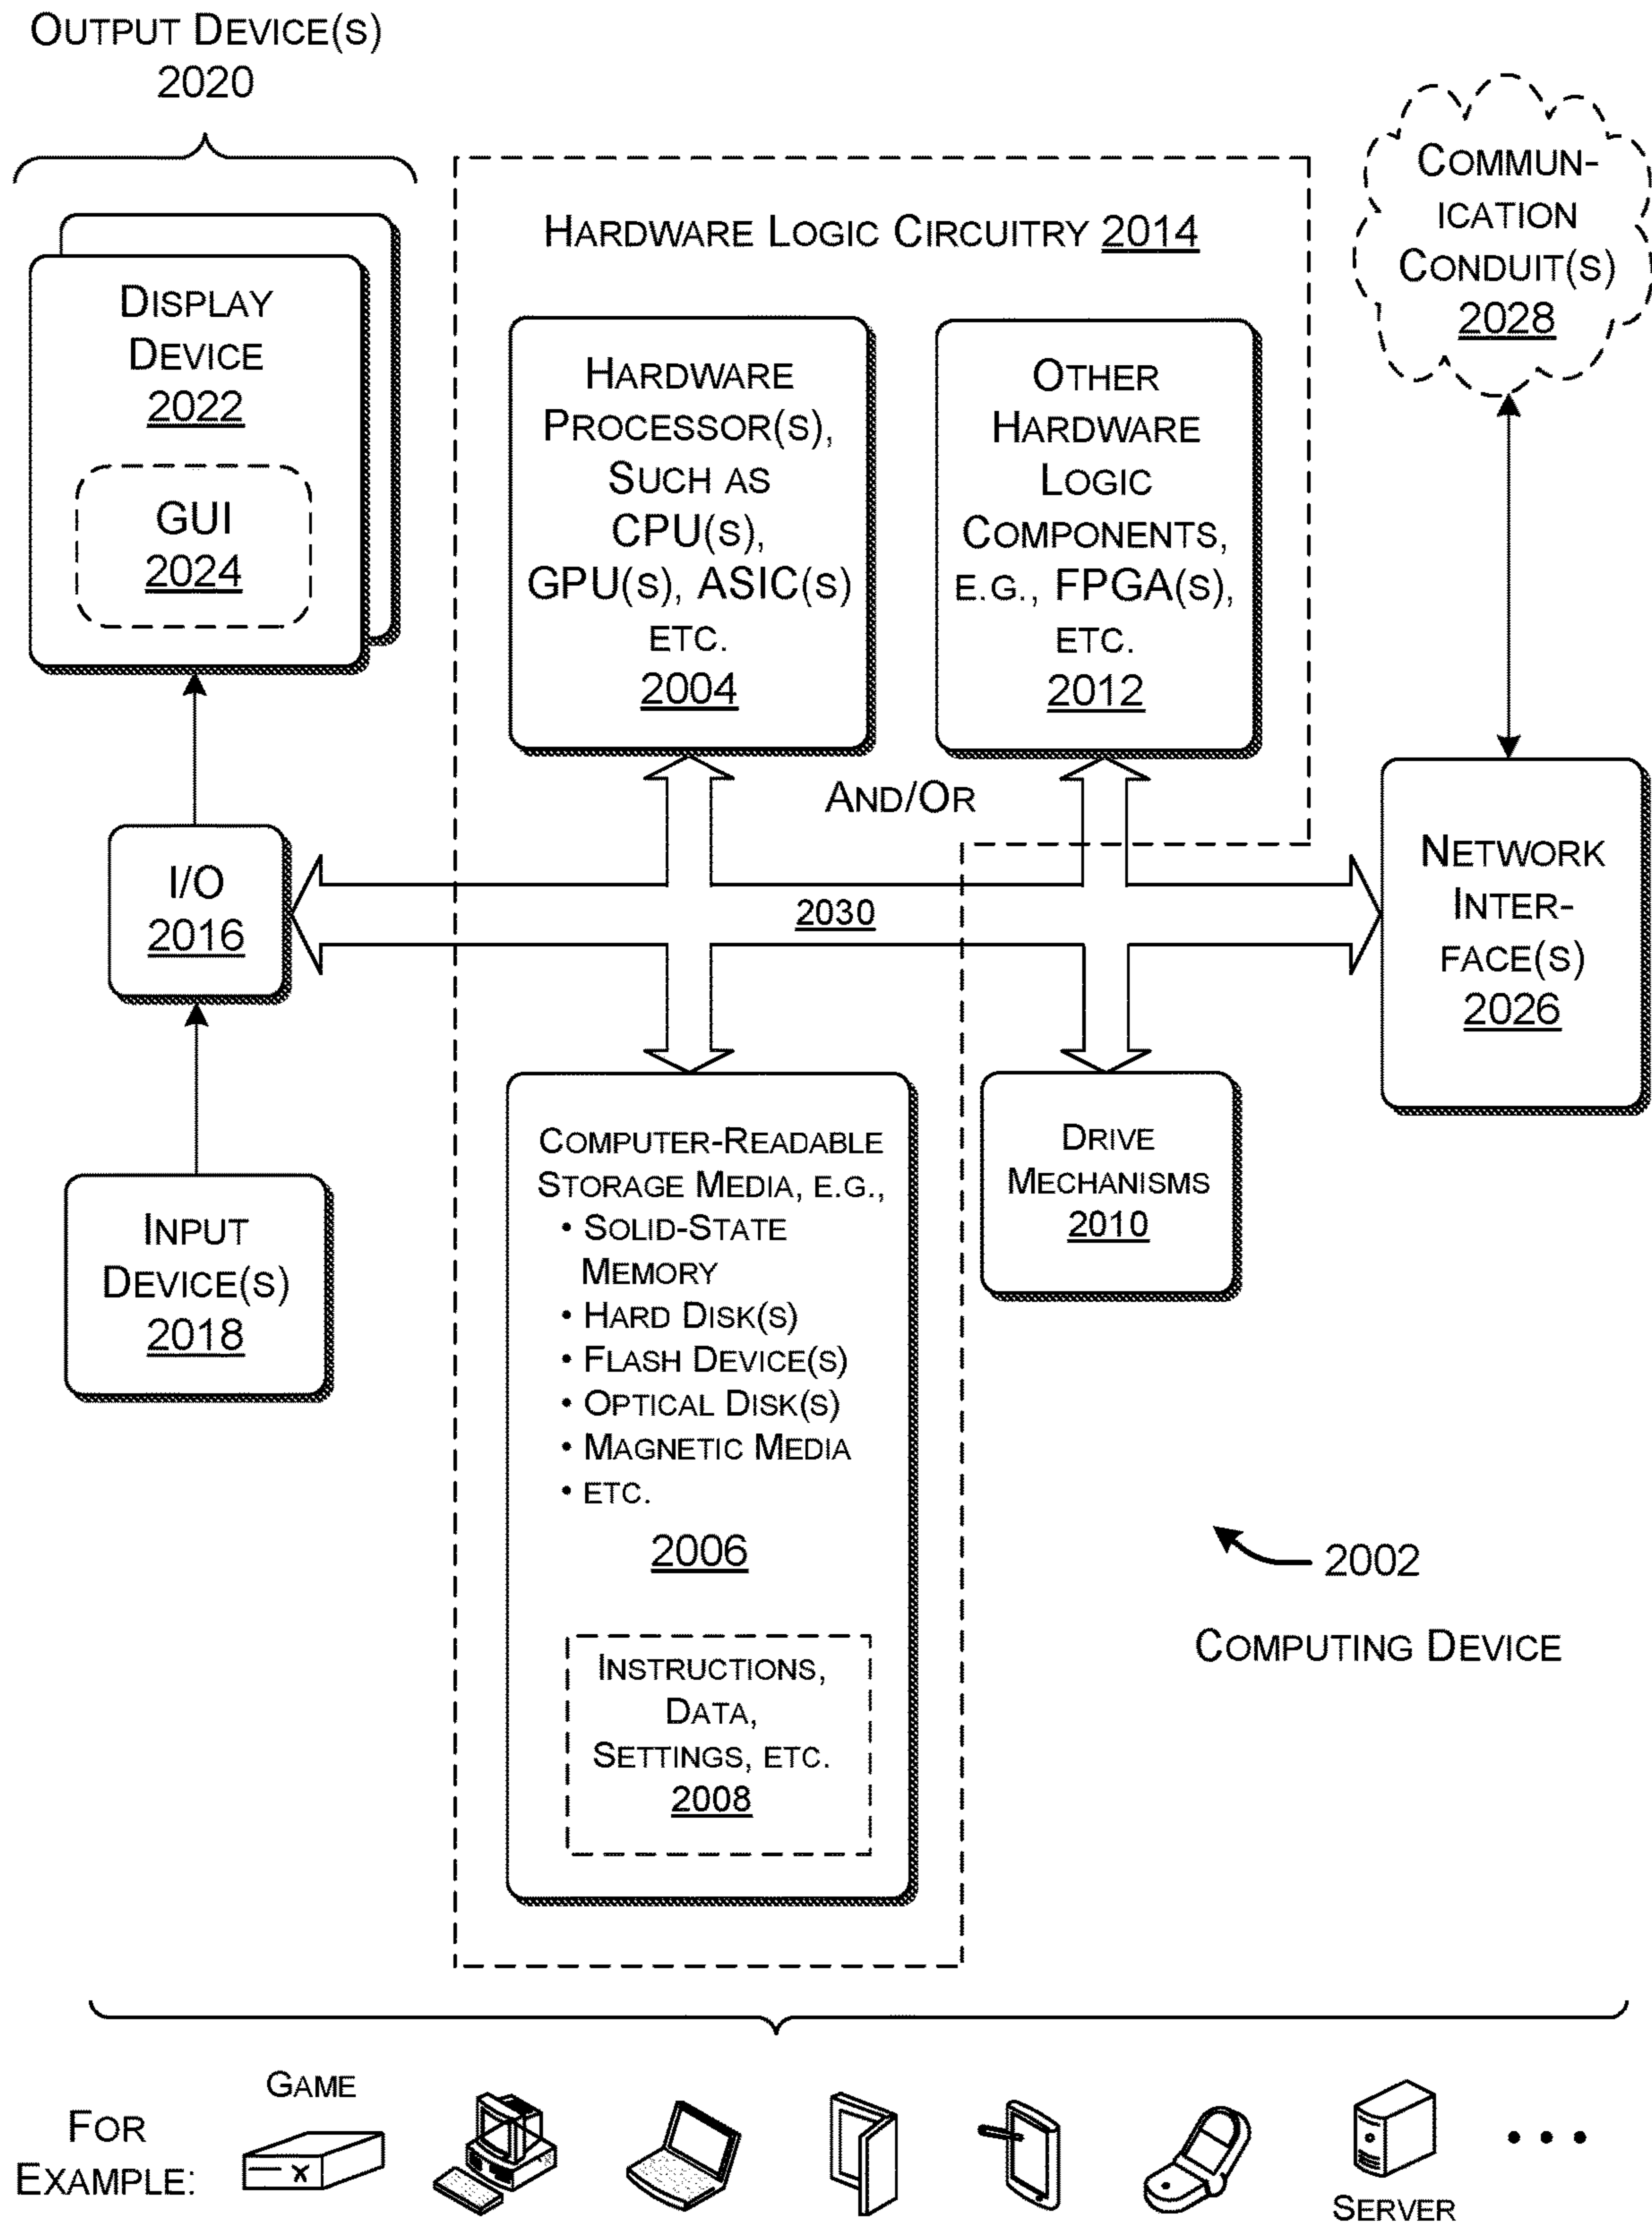 OUTPUT DEVICE(S)
2020
DISPLAY
DEVICE
2022
GUI
2024
HARDWARE LOGIC CIRCUITRY 2014
HARDWARE
PROCESSOR(S),
SUCH AS
CPU(S),
GPU(S), ASIC(S)
ETC.
2004
OTHER
HARDWARE
LOGIC
COMPONENTS,
E.G., FPGA(S),
ETC.
2012
COMMUN-
ICATION
CONDUIT(S)
2028
AND/OR
I/O
2016
2030
NETWORK
INTER-
FACE(S)
2026
INPUT
DEVICE(S)
2018
COMPUTER-READABLE
STORAGE MEDIA, E.G.,
• SOLID-STATE
MEMORY
• HARD DISK(S)
• FLASH DEVICE(S)
• OPTICAL DISK(S)
• MAGNETIC MEDIA
• ETC.
2006
INSTRUCTIONS,
DATA,
SETTINGS, ETC.
2008
DRIVE
MECHANISMS
2010
2002
COMPUTING DEVICE
FOR
EXAMPLE:
GAME
SERVER
• • •